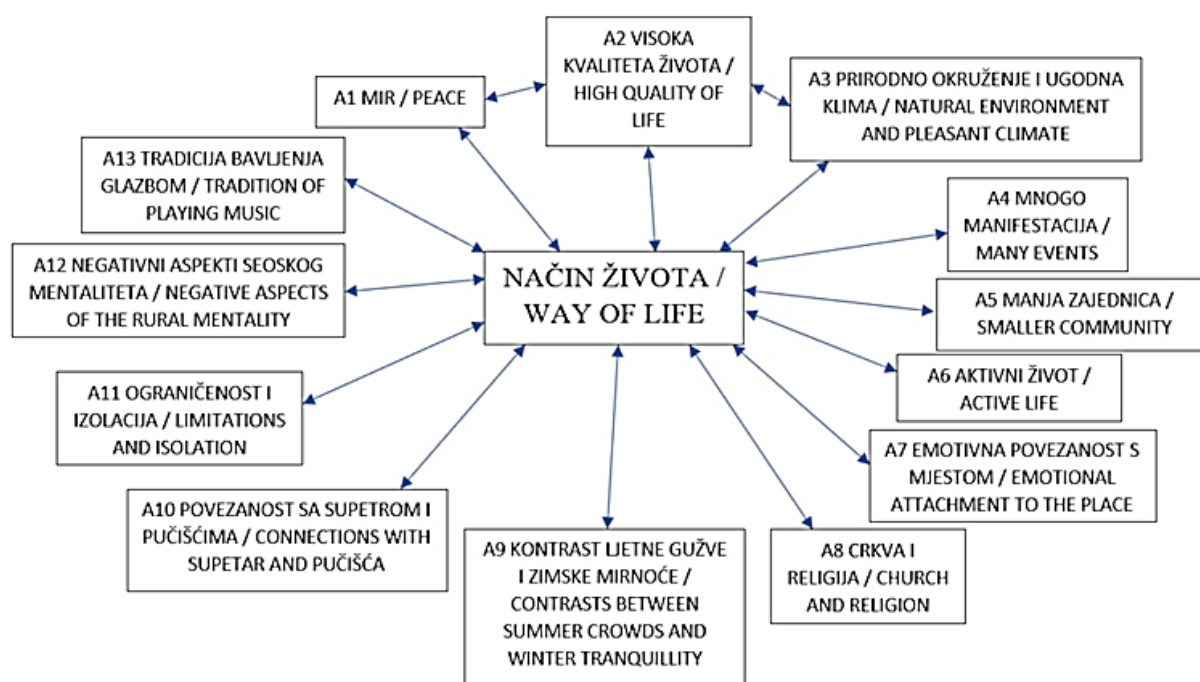 A1 MIR / PEACE
A2 VISOKA
KVALITETA ŽIVOTA /
HIGH QUALITY OF
LIFE
A3 PRIRODNO OKRUŽENJE I UGODNA
KLIMA / NATURAL ENVIRONMENT
AND PLEASANT CLIMATE
A13 TRADICIJA BAVLJENJA
GLAZBOM / TRADITION OF
PLAYING MUSIC
A4 MNOGO
MANIFESTACIJA /
MANY EVENTS
A12 NEGATIVNI ASPEKTI SEOSKOG
MENTALITETA / NEGATIVE ASPECTS
OF THE RURAL MENTALITY
NAČIN ŽIVOTA /
WAY OF LIFE
A5 MANJA ZAJEDNICA /
SMALLER COMMUNITY
A11 OGRANIČENOST I
IZOLACIJA / LIMITATIONS
AND ISOLATION
A6 AKTIVNI ŽIVOT /
ACTIVE LIFE
A7 EMOTIVNA POVEZANOST S
MJESTOM / EMOTIONAL
ATTACHMENT TO THE PLACE
A10 POVEZANOST SA SUPETROM I
PUČIŠĆIMA / CONNECTIONS WITH
SUPETAR AND PUČIŠĆA
A9 KONTRAST LJETNE GUŽVE
I ZIMSKE MIRNOĆE /
CONTRASTS BETWEEN
SUMMER CROWDS AND
WINTER TRANQUILLITY
A8 CRKVA I
RELIGIJA / CHURCH
AND RELIGION